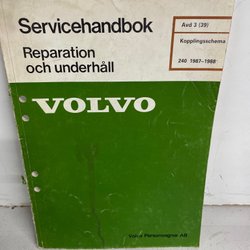 Servicehandbok
Reparation
och underhåll
Avd 3 (39)
Kopplingsschema
240 1987-1988
VOLVO
Volvo Personvagnar AB